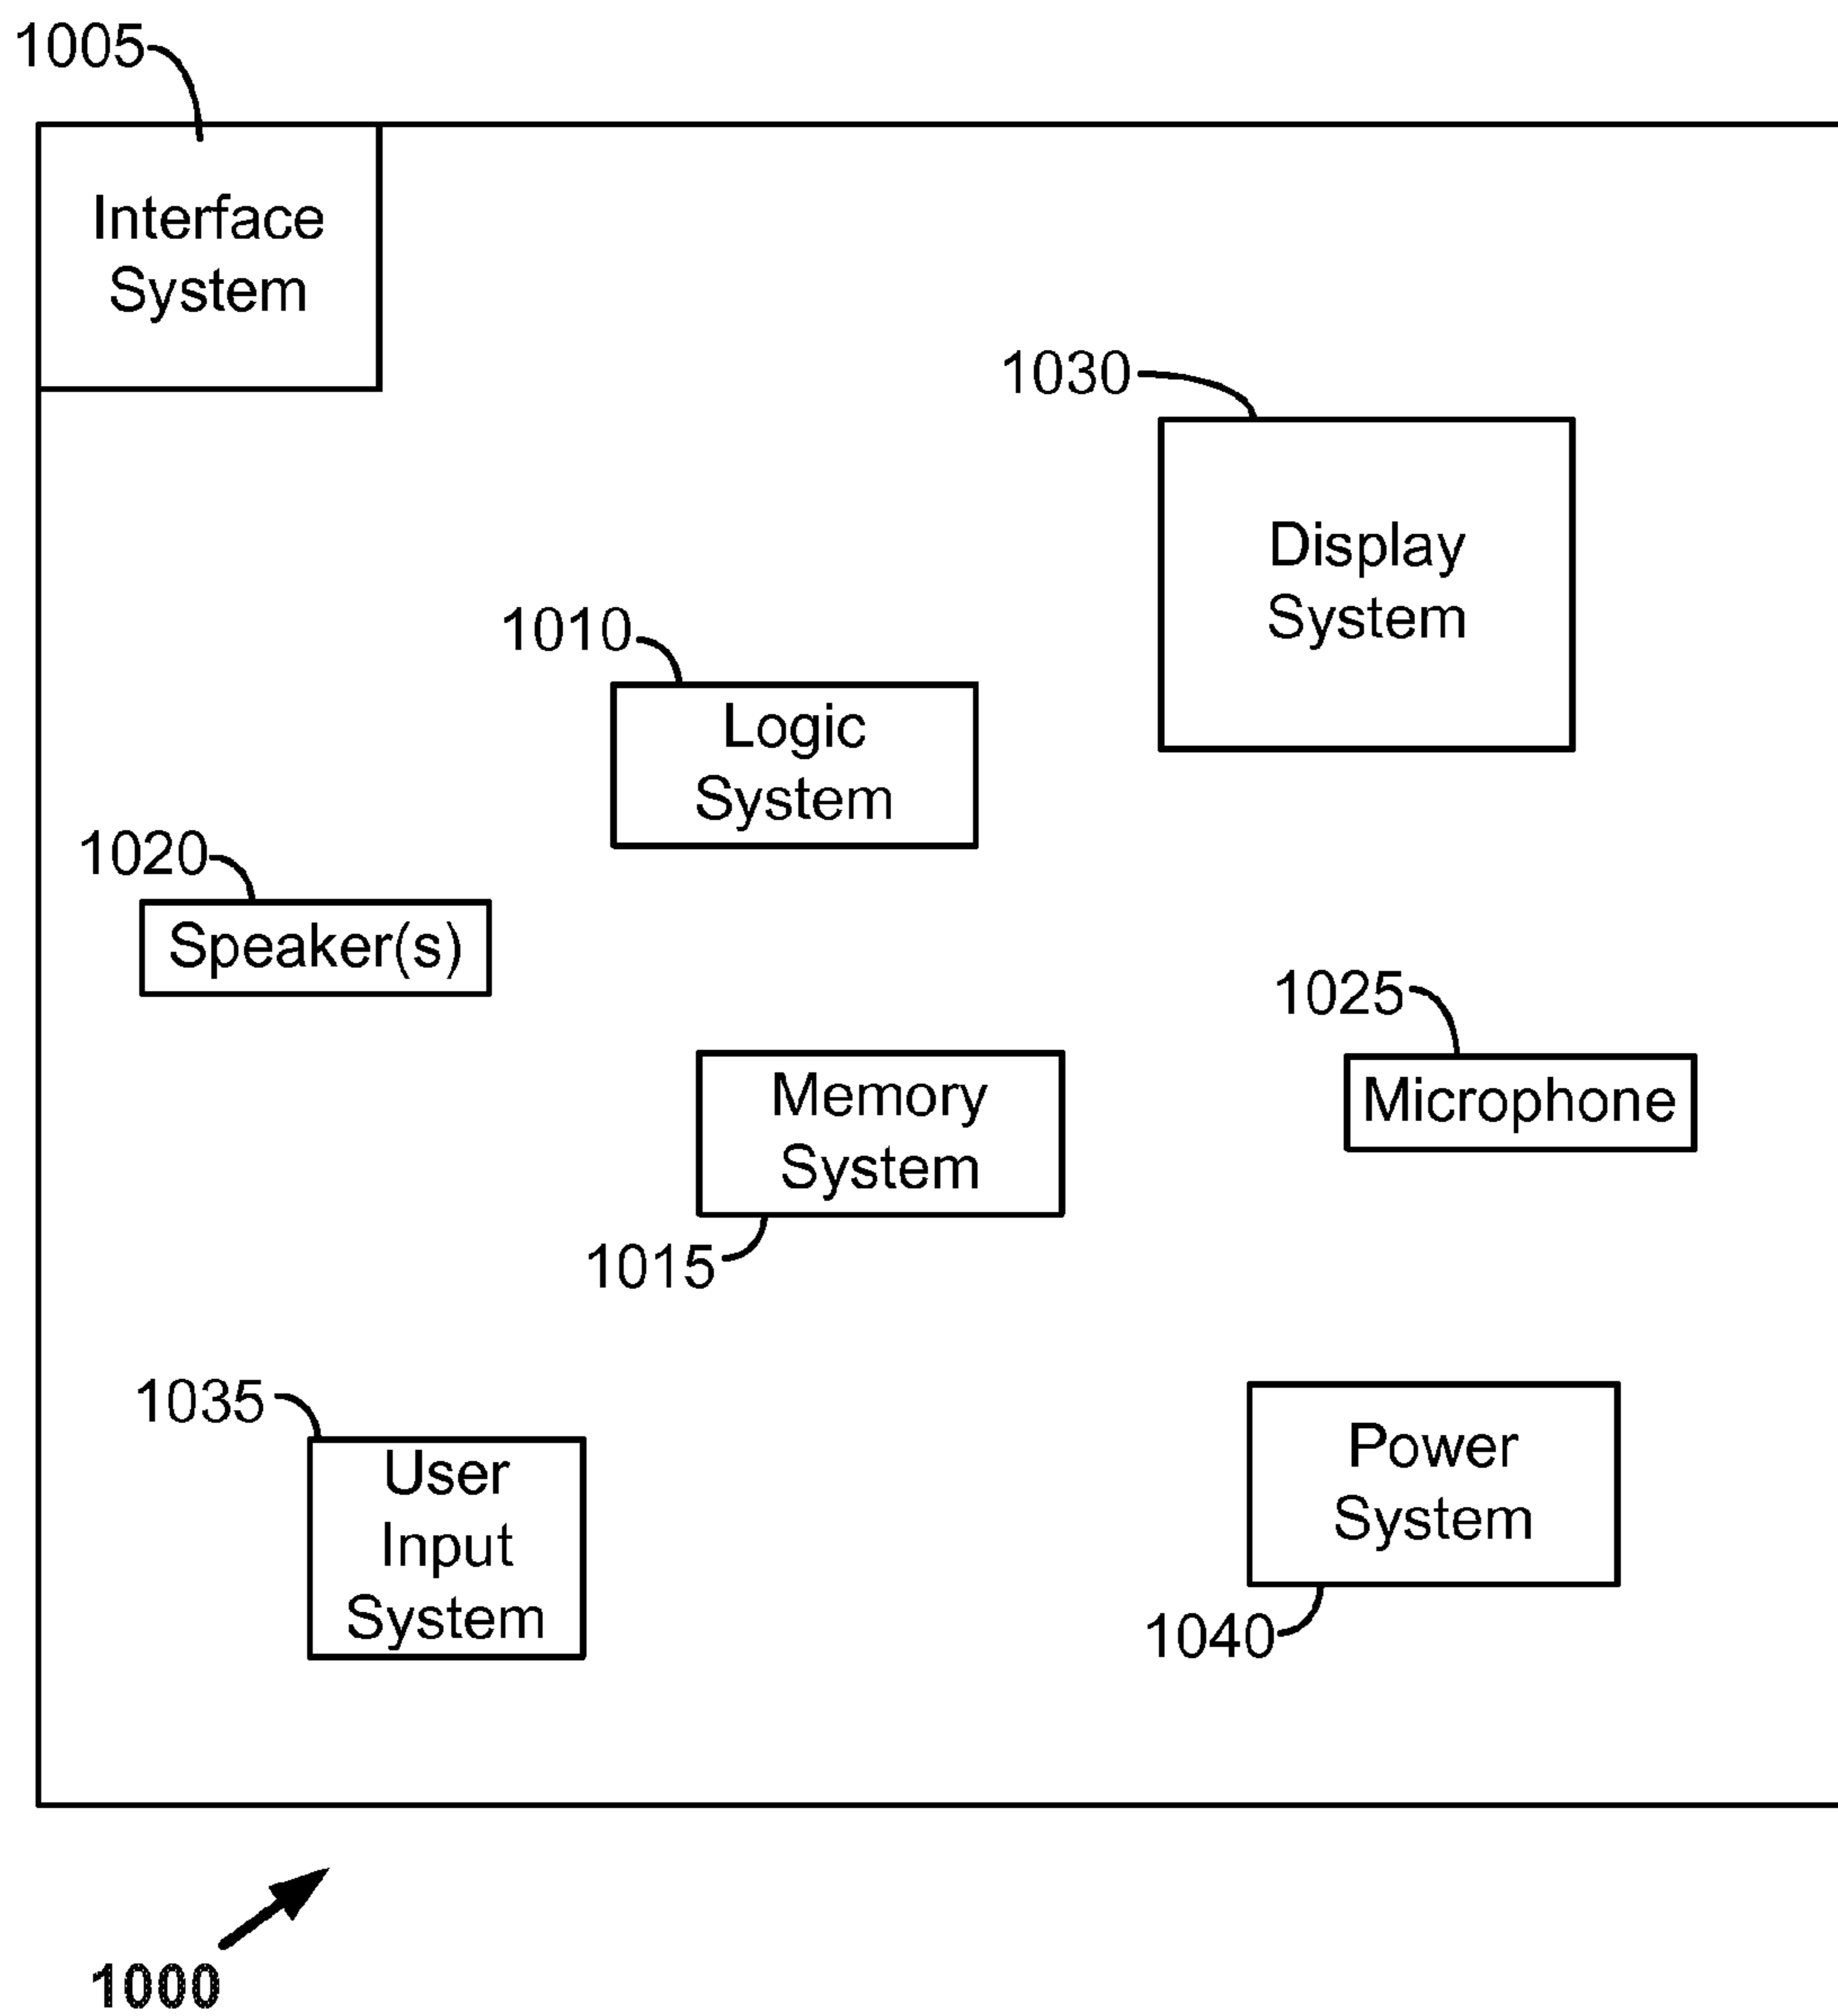 1005
Interface
System
1030
Display
System
1010
Logic
System
1020
Speaker(s)
1025
Microphone
Memory
System
1015
1035
User
Input
System
Power
System
1040
1000